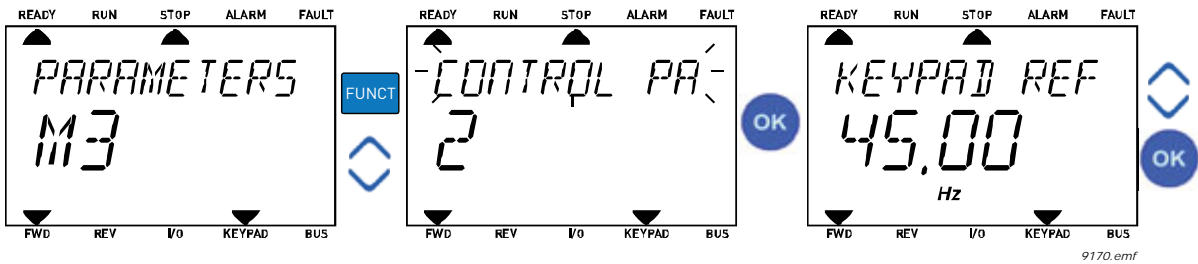 READY RUN STOP ALARM FAULT
PARAMETERS
M3
FWD REV I/O KEYPAD BUS
FUNCT
READY RUN STOP ALARM FAULT
CONTROL PA
2
FWD REV I/O KEYPAD BUS
OK
READY RUN STOP ALARM FAULT
KEYPAD REF
45.00
Hz
FWD REV I/O KEYPAD BUS
OK
9170.emf